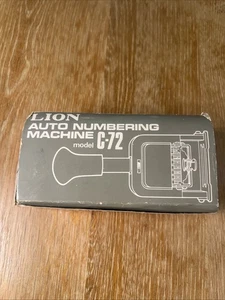 LION
AUTO NUMBERING
MACHINE
model C-72